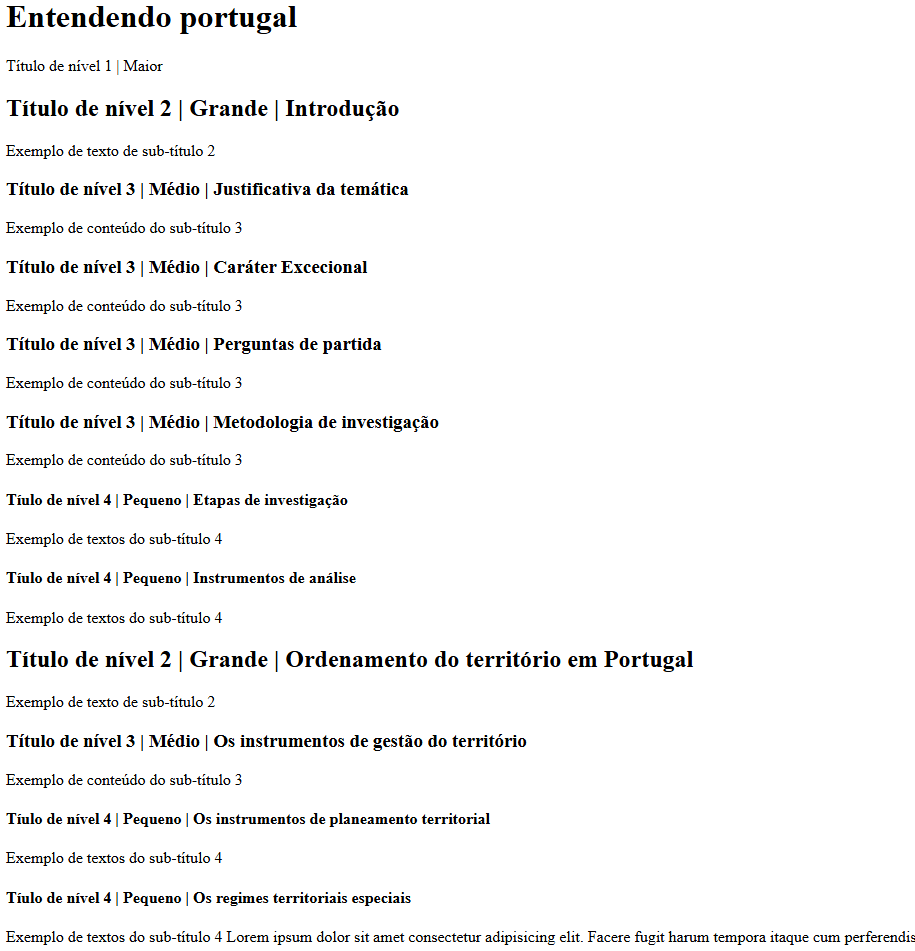 Entendendo portugal
Título de nível 1 | Maior
Título de nível 2 | Grande | Introdução
Exemplo de texto de sub-título 2
Título de nível 3 | Médio | Justificativa da temática
Exemplo de conteúdo do sub-título 3
Título de nível 3 | Médio | Caráter Excecional
Exemplo de conteúdo do sub-título 3
Título de nível 3 | Médio | Perguntas de partida
Exemplo de conteúdo do sub-título 3
Título de nível 3 | Médio | Metodologia de investigação
Exemplo de conteúdo do sub-título 3
Tíulo de nível 4 | Pequeno | Etapas de investigação
Exemplo de textos do sub-título 4
Tíulo de nível 4 | Pequeno | Instrumentos de análise
Exemplo de textos do sub-título 4
Título de nível 2 | Grande | Ordenamento do território em Portugal
Exemplo de texto de sub-título 2
Título de nível 3 | Médio | Os instrumentos de gestão do território
Exemplo de conteúdo do sub-título 3
Tíulo de nível 4 | Pequeno | Os instrumentos de planeamento territorial
Exemplo de textos do sub-título 4
Tíulo de nível 4 | Pequeno | Os regimes territoriais especiais
Exemplo de textos do sub-título 4 Lorem ipsum dolor sit amet consectetur adipisicing elit. Facere fugit harum tempora itaque cum perferendis